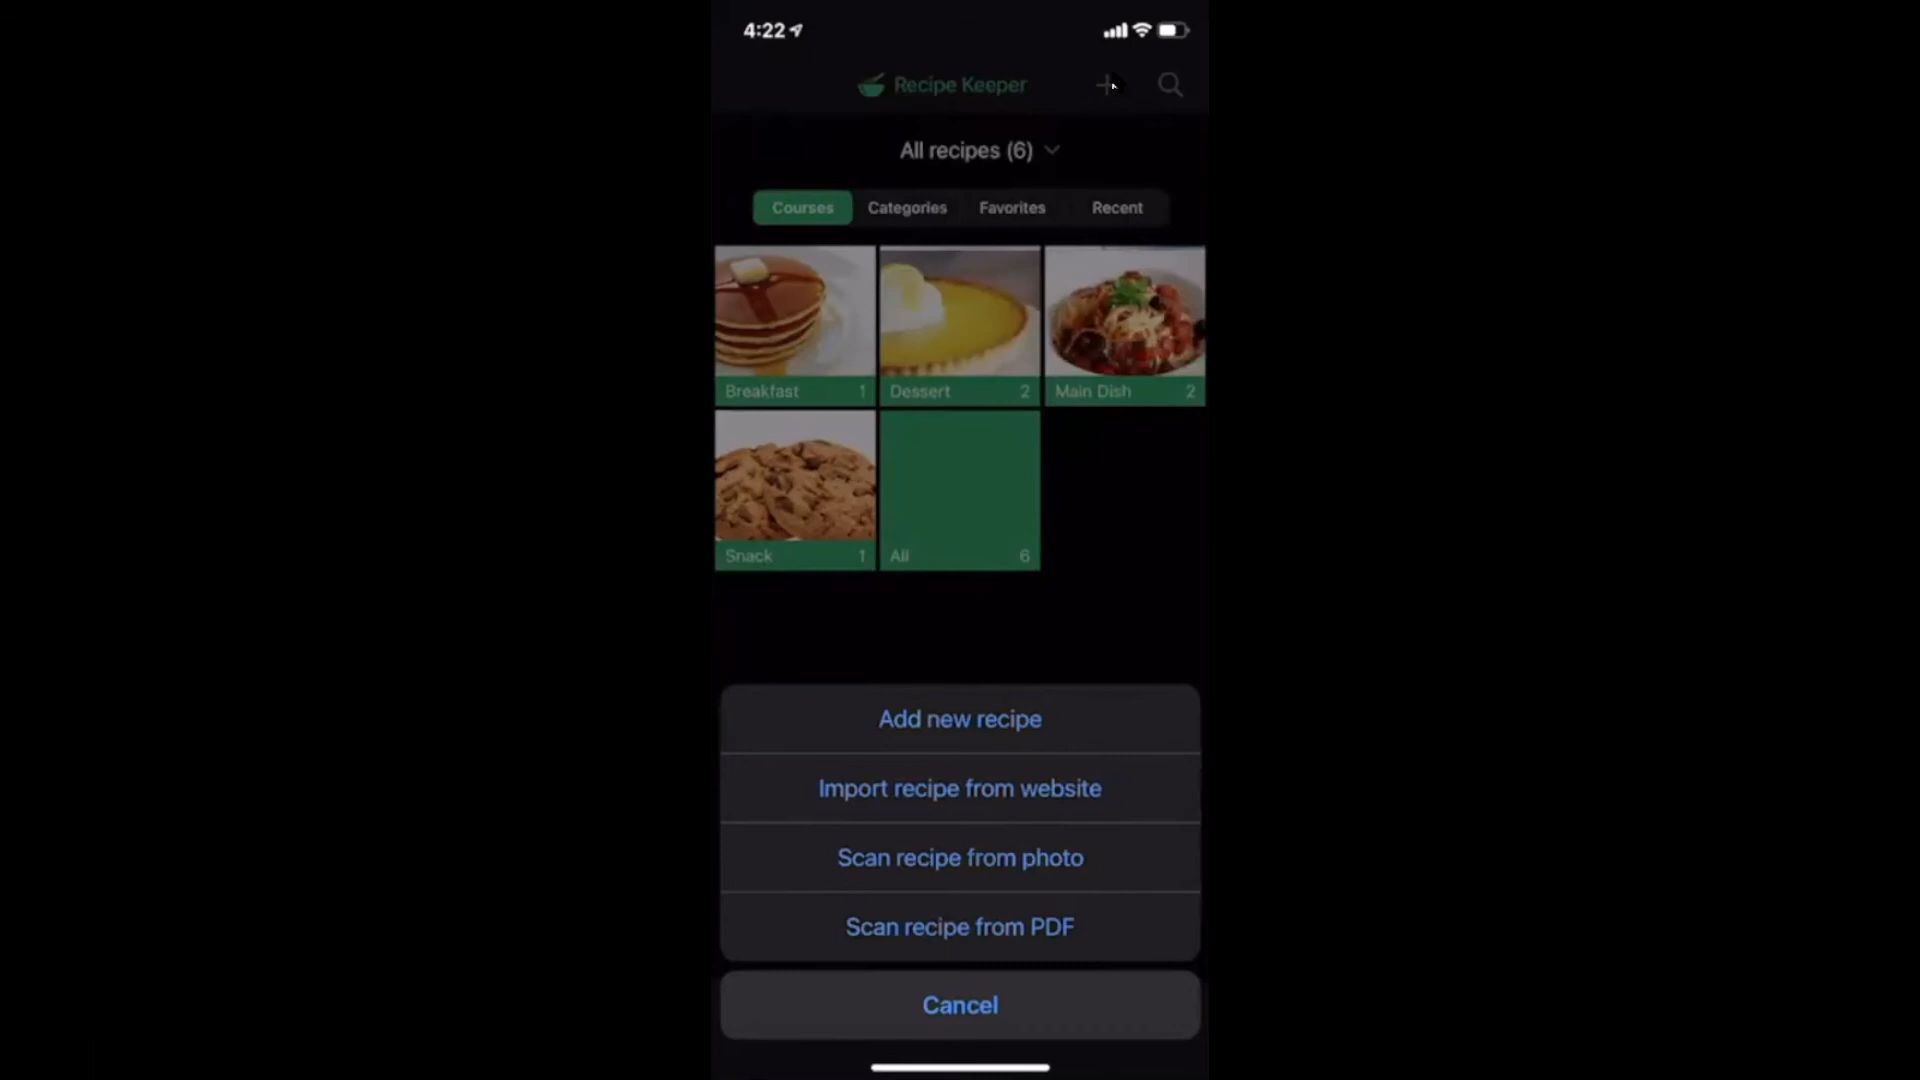 4:22
Recipe Keeper
All recipes (6)
Courses Categories Favorites Recent
Breakfast 1 Dessert 2 Main Dish 2
Snack 1 All 6
Add new recipe
Import recipe from website
Scan recipe from photo
Scan recipe from PDF
Cancel